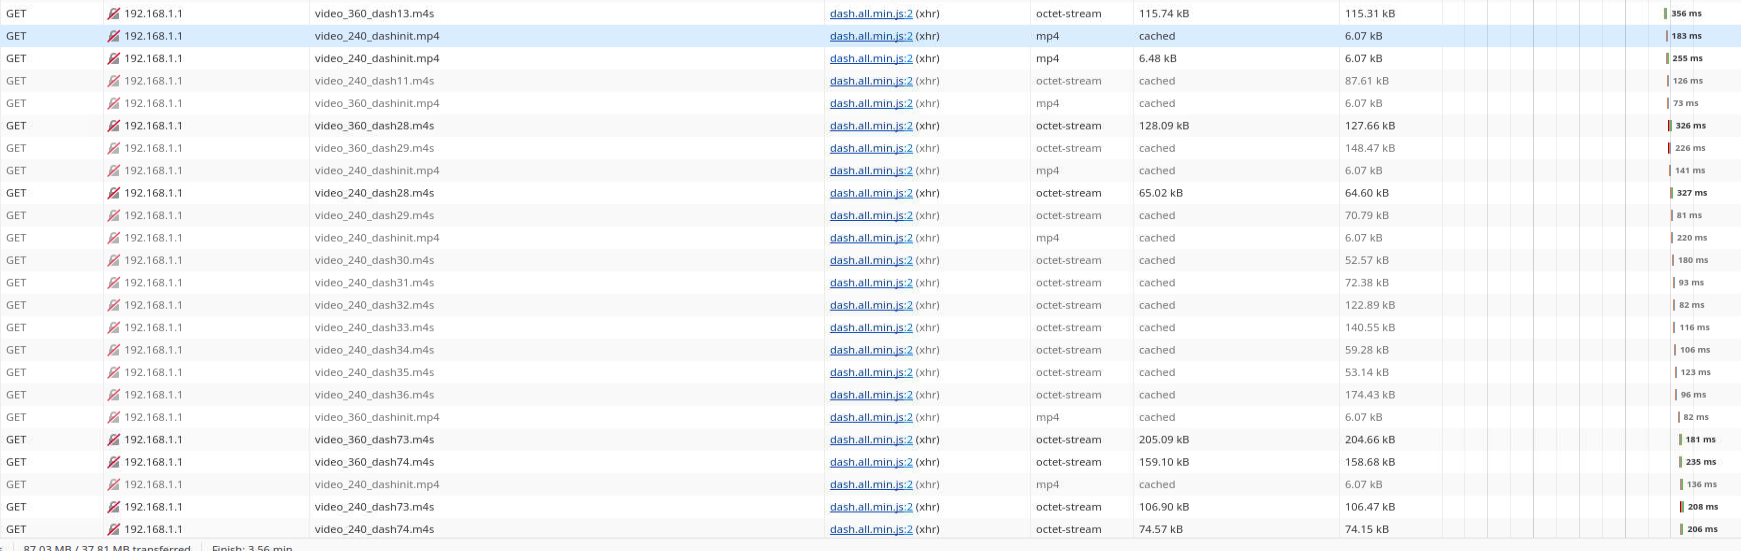 GET 192.168.1.1 video_360_dash13.m4s dash.all.min.js:2 (xhr) octet-stream 115.74 kB 115.31 kB 356 ms
GET 192.168.1.1 video_240_dashinit.mp4 dash.all.min.js:2 (xhr) mp4 cached 6.07 kB 183 ms
GET 192.168.1.1 video_240_dashinit.mp4 dash.all.min.js:2 (xhr) mp4 6.48 kB 6.07 kB 255 ms
GET 192.168.1.1 video_240_dash11.m4s dash.all.min.js:2 (xhr) octet-stream cached 87.61 kB 126 ms
GET 192.168.1.1 video_360_dashinit.mp4 dash.all.min.js:2 (xhr) mp4 cached 6.07 kB 73 ms
GET 192.168.1.1 video_360_dash28.m4s dash.all.min.js:2 (xhr) octet-stream 128.09 kB 127.66 kB 326 ms
GET 192.168.1.1 video_360_dash29.m4s dash.all.min.js:2 (xhr) octet-stream cached 148.47 kB 226 ms
GET 192.168.1.1 video_240_dashinit.mp4 dash.all.min.js:2 (xhr) mp4 cached 6.07 kB 141 ms
GET 192.168.1.1 video_240_dash28.m4s dash.all.min.js:2 (xhr) octet-stream 65.02 kB 64.60 kB 327 ms
GET 192.168.1.1 video_240_dash29.m4s dash.all.min.js:2 (xhr) octet-stream cached 70.79 kB 81 ms
GET 192.168.1.1 video_240_dashinit.mp4 dash.all.min.js:2 (xhr) mp4 cached 6.07 kB 220 ms
GET 192.168.1.1 video_240_dash30.m4s dash.all.min.js:2 (xhr) octet-stream cached 52.57 kB 180 ms
GET 192.168.1.1 video_240_dash31.m4s dash.all.min.js:2 (xhr) octet-stream cached 72.38 kB 93 ms
GET 192.168.1.1 video_240_dash32.m4s dash.all.min.js:2 (xhr) octet-stream cached 122.89 kB 82 ms
GET 192.168.1.1 video_240_dash33.m4s dash.all.min.js:2 (xhr) octet-stream cached 140.55 kB 116 ms
GET 192.168.1.1 video_240_dash34.m4s dash.all.min.js:2 (xhr) octet-stream cached 59.28 kB 106 ms
GET 192.168.1.1 video_240_dash35.m4s dash.all.min.js:2 (xhr) octet-stream cached 53.14 kB 123 ms
GET 192.168.1.1 video_240_dash36.m4s dash.all.min.js:2 (xhr) octet-stream cached 174.43 kB 96 ms
GET 192.168.1.1 video_360_dashinit.mp4 dash.all.min.js:2 (xhr) mp4 cached 6.07 kB 82 ms
GET 192.168.1.1 video_360_dash73.m4s dash.all.min.js:2 (xhr) octet-stream 205.09 kB 204.66 kB 181 ms
GET 192.168.1.1 video_360_dash74.m4s dash.all.min.js:2 (xhr) octet-stream 159.10 kB 158.68 kB 235 ms
GET 192.168.1.1 video_240_dashinit.mp4 dash.all.min.js:2 (xhr) mp4 cached 6.07 kB 136 ms
GET 192.168.1.1 video_240_dash73.m4s dash.all.min.js:2 (xhr) octet-stream 106.90 kB 106.47 kB 208 ms
GET 192.168.1.1 video_240_dash74.m4s dash.all.min.js:2 (xhr) octet-stream 74.57 kB 74.15 kB 206 ms
87.03 MB / 37.81 MB transferred Finish: 3.56 min